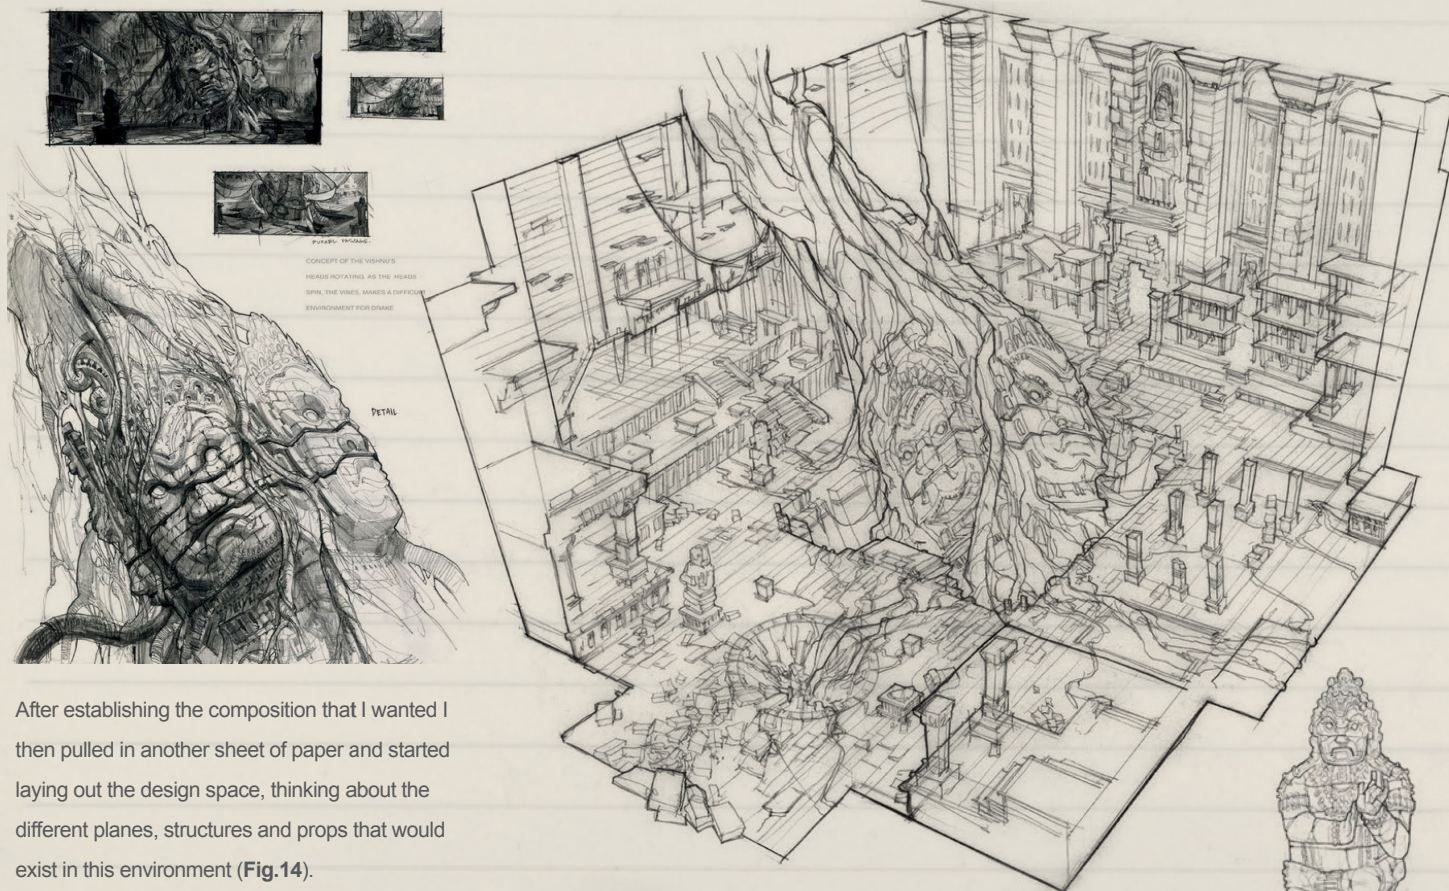 CONCEPT OF THE VISHNU'S
HEADS ROTATING. AS THE HEADS
SPIN, THE VINES, MAKES A DIFFICULT
ENVIRONMENT FOR DRAKE
DETAIL
After establishing the composition that I wanted I
then pulled in another sheet of paper and started
laying out the design space, thinking about the
different planes, structures and props that would
exist in this environment (Fig.14).